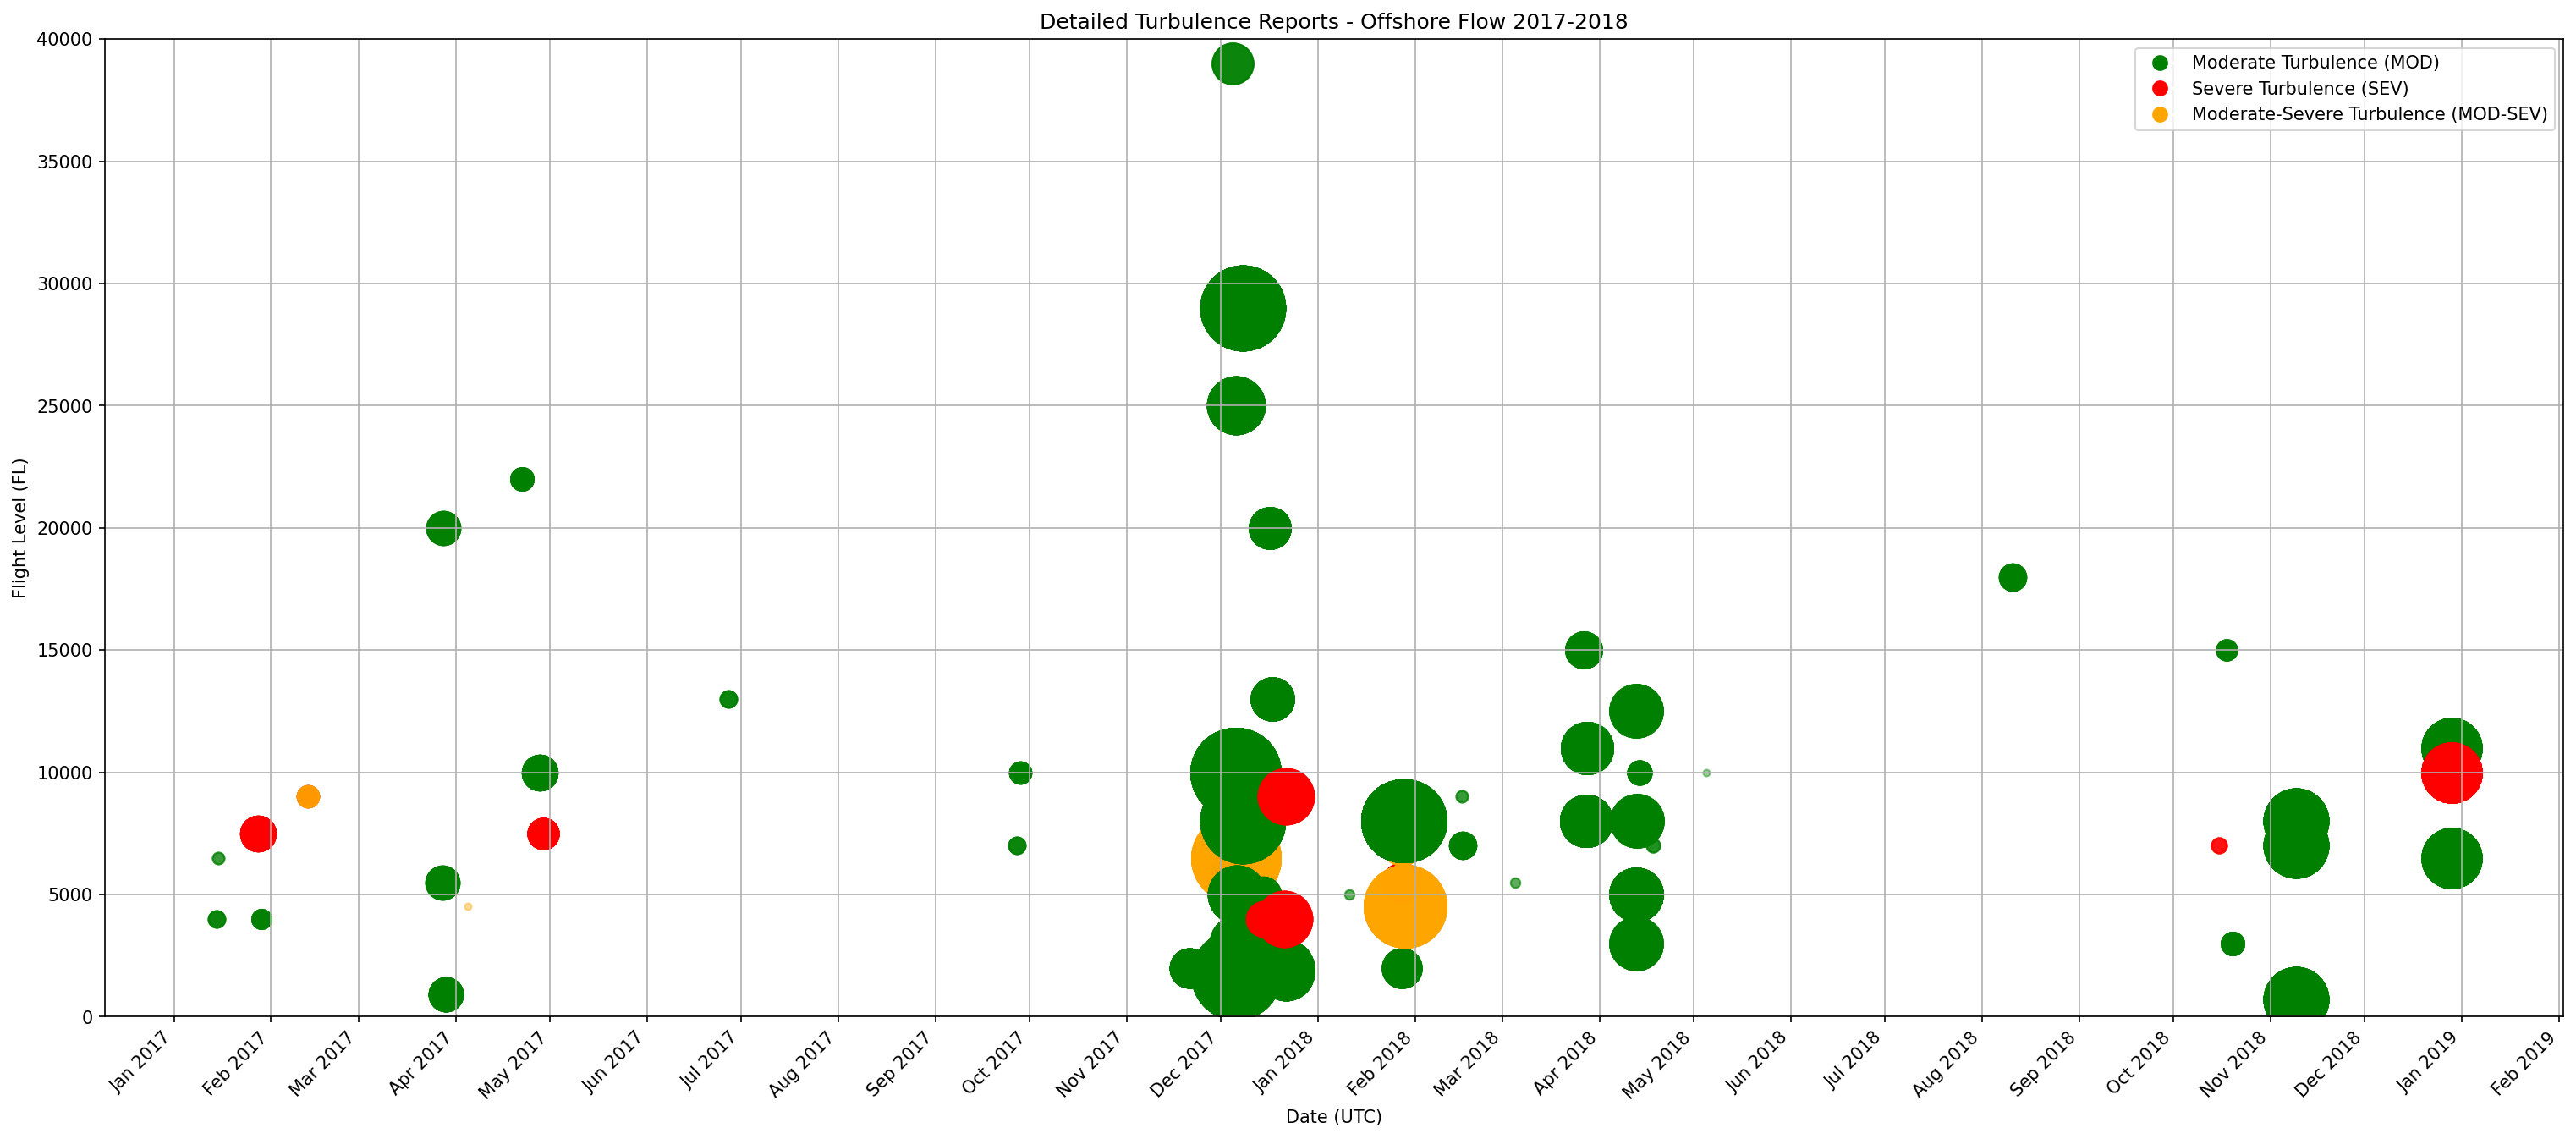 Detailed Turbulence Reports - Offshore Flow 2017-2018
Moderate Turbulence (MOD)
Severe Turbulence (SEV)
Moderate-Severe Turbulence (MOD-SEV)
Flight Level (FL)
40000
35000
30000
25000
20000
15000
10000
5000
0
Jan 2017
Feb 2017
Mar 2017
Apr 2017
May 2017
Jun 2017
Jul 2017
Aug 2017
Sep 2017
Oct 2017
Nov 2017
Dec 2017
Jan 2018
Feb 2018
Mar 2018
Apr 2018
May 2018
Jun 2018
Jul 2018
Aug 2018
Sep 2018
Oct 2018
Nov 2018
Dec 2018
Jan 2019
Feb 2019
Date (UTC)